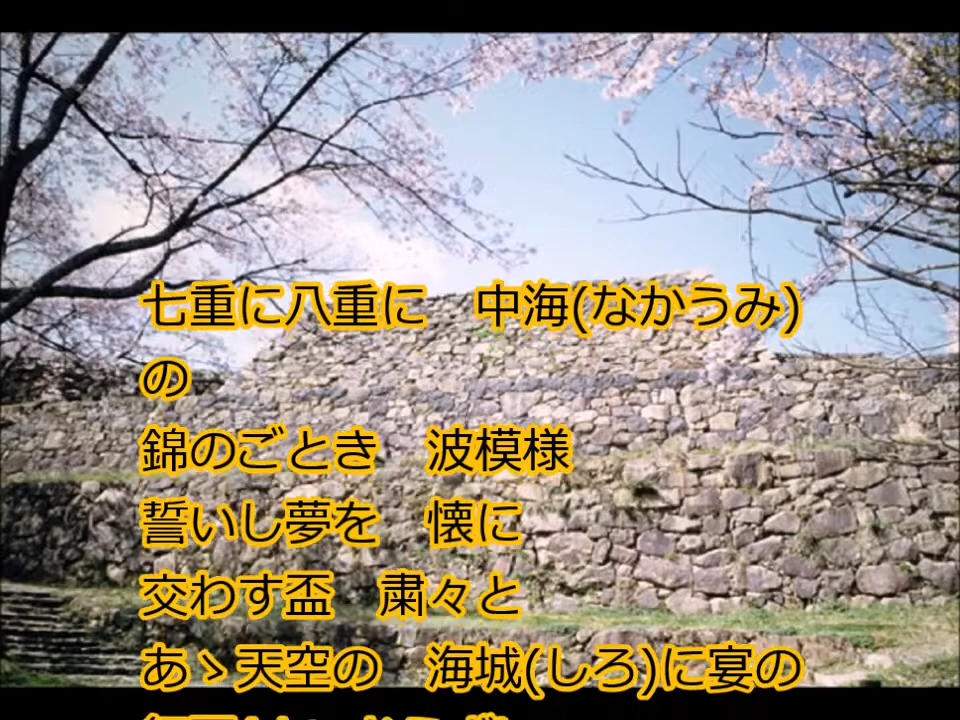 七重に八重に　中海(なかうみ)
の
錦のごとき　波模様
誓いし夢を　懐に
交わす盃　粛々と
あゝ天空の　海城(しろ)に宴の